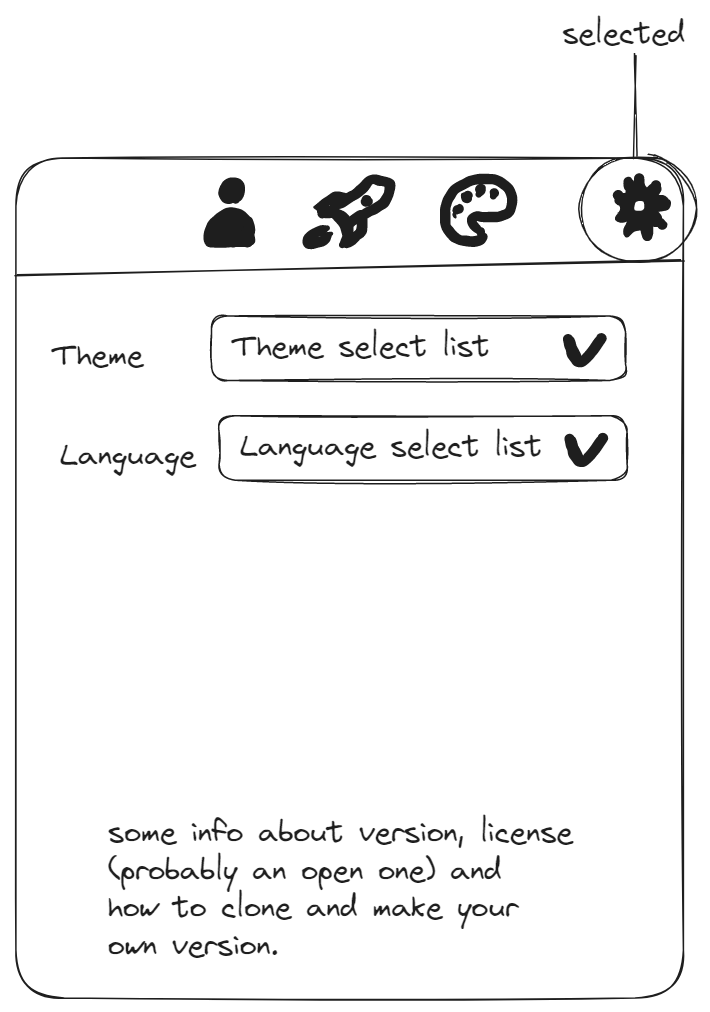 selected
Theme
Theme select list
Language
Language select list
some info about version, license
(probably an open one) and
how to clone and make your
own version.